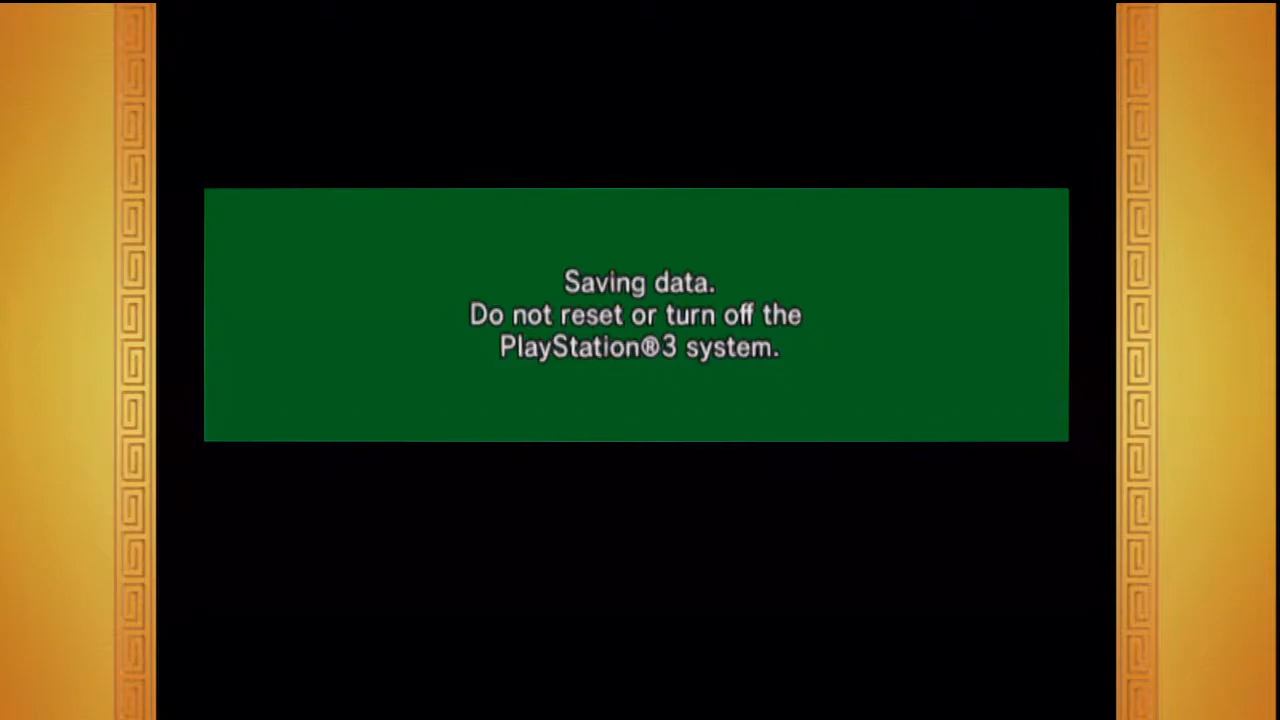 Saving data.
Do not reset or turn off the
PlayStation®3 system.